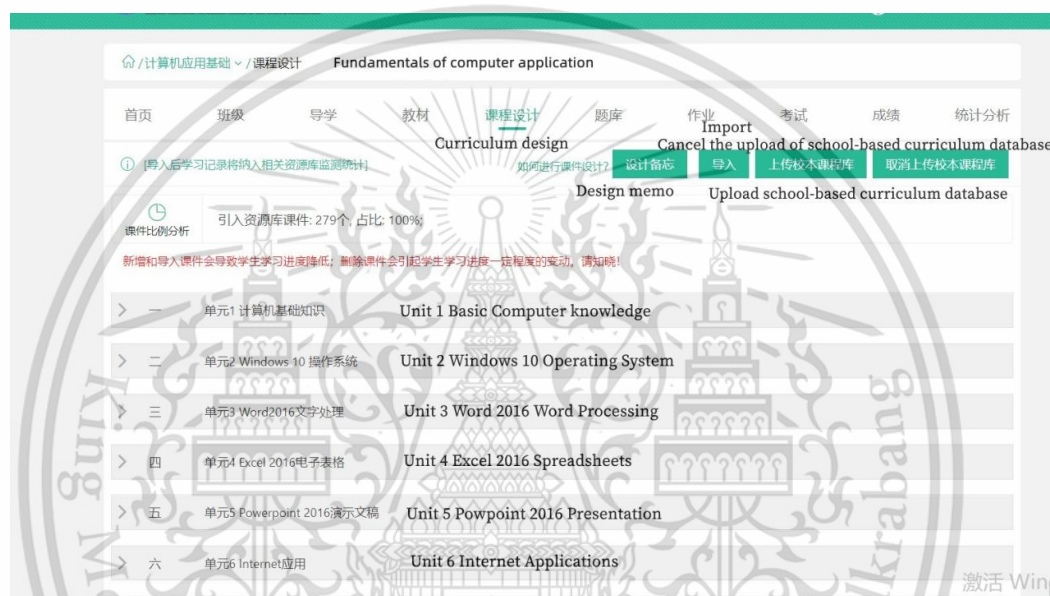 /计算机应用基础 / 课程设计 Fundamentals of computer application
首页 班级 导学 教材 课程设计 题库 作业 考试 成绩 统计分析
Import
Curriculum design Cancel the upload of school-based curriculum database
[导入后学习记录将纳入相关资源库监测统计] 如何进行课件设计? 设计备忘 导入 上传校本课程库 取消上传校本课程库
Design memo Upload school-based curriculum database
课件比例分析 引入资源库课件: 279个, 占比: 100%;
新增和导入课件会导致学生学习进度降低; 删除课件会引起学生学习进度一定程度的变动, 请知晓!
一 单元1 计算机基础知识 Unit 1 Basic Computer knowledge
二 单元2 Windows 10 操作系统 Unit 2 Windows 10 Operating System
三 单元3 Word2016文字处理 Unit 3 Word 2016 Word Processing
四 单元4 Excel 2016电子表格 Unit 4 Excel 2016 Spreadsheets
五 单元5 Powerpoint 2016演示文稿 Unit 5 Powpoint 2016 Presentation
六 单元6 Internet应用 Unit 6 Internet Applications
激活 Win
King M
krabang